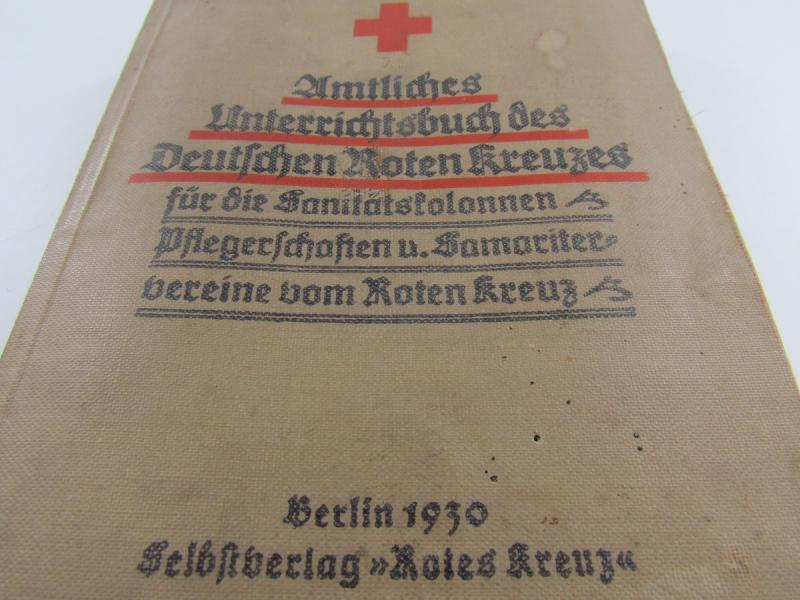 Amtliches
Unterrichtsbuch des
Deutschen Roten Kreuzes
für die Sanitätskolonnen
Pflegerschaften u. Samariter-
vereine vom Roten Kreuz
Berlin 1930
Selbstverlag »Rotes Kreuz«